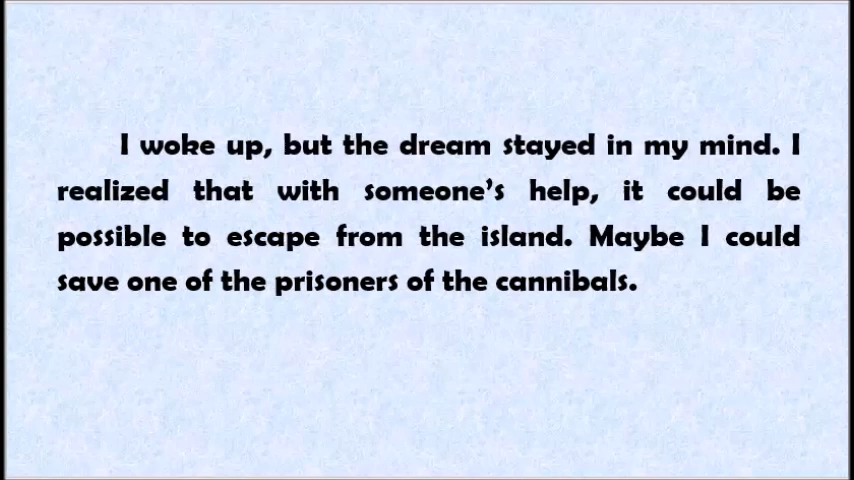 I woke up, but the dream stayed in my mind. I
realized that with someone’s help, it could be
possible to escape from the island. Maybe I could
save one of the prisoners of the cannibals.